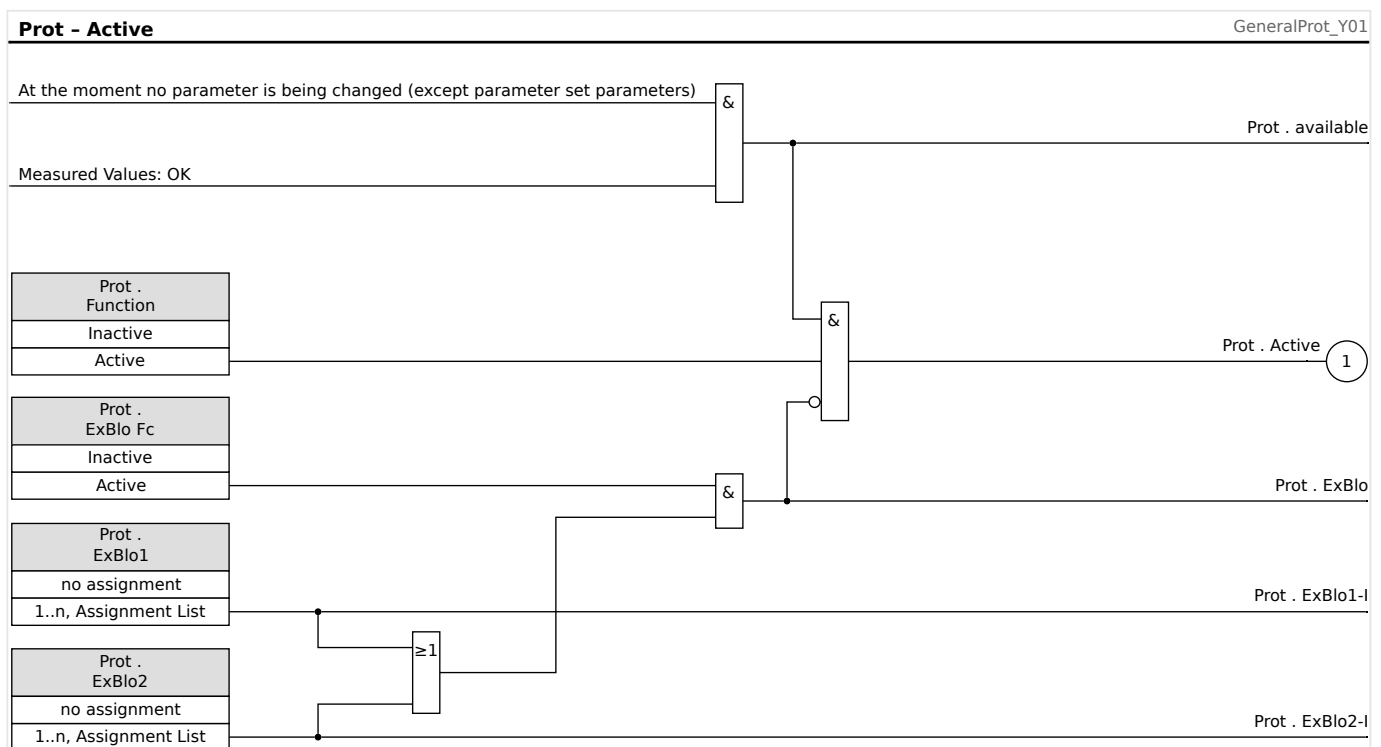 Prot – Active
GeneralProt_Y01
At the moment no parameter is being changed (except parameter set parameters)
&
Prot . available
Measured Values: OK
Prot .
Function
Inactive
Active
&
Prot . Active
1
Prot .
ExBlo Fc
Inactive
Active
&
Prot . ExBlo
Prot .
ExBlo1
no assignment
1..n, Assignment List
Prot . ExBlo1-I
≥1
Prot .
ExBlo2
no assignment
1..n, Assignment List
Prot . ExBlo2-I